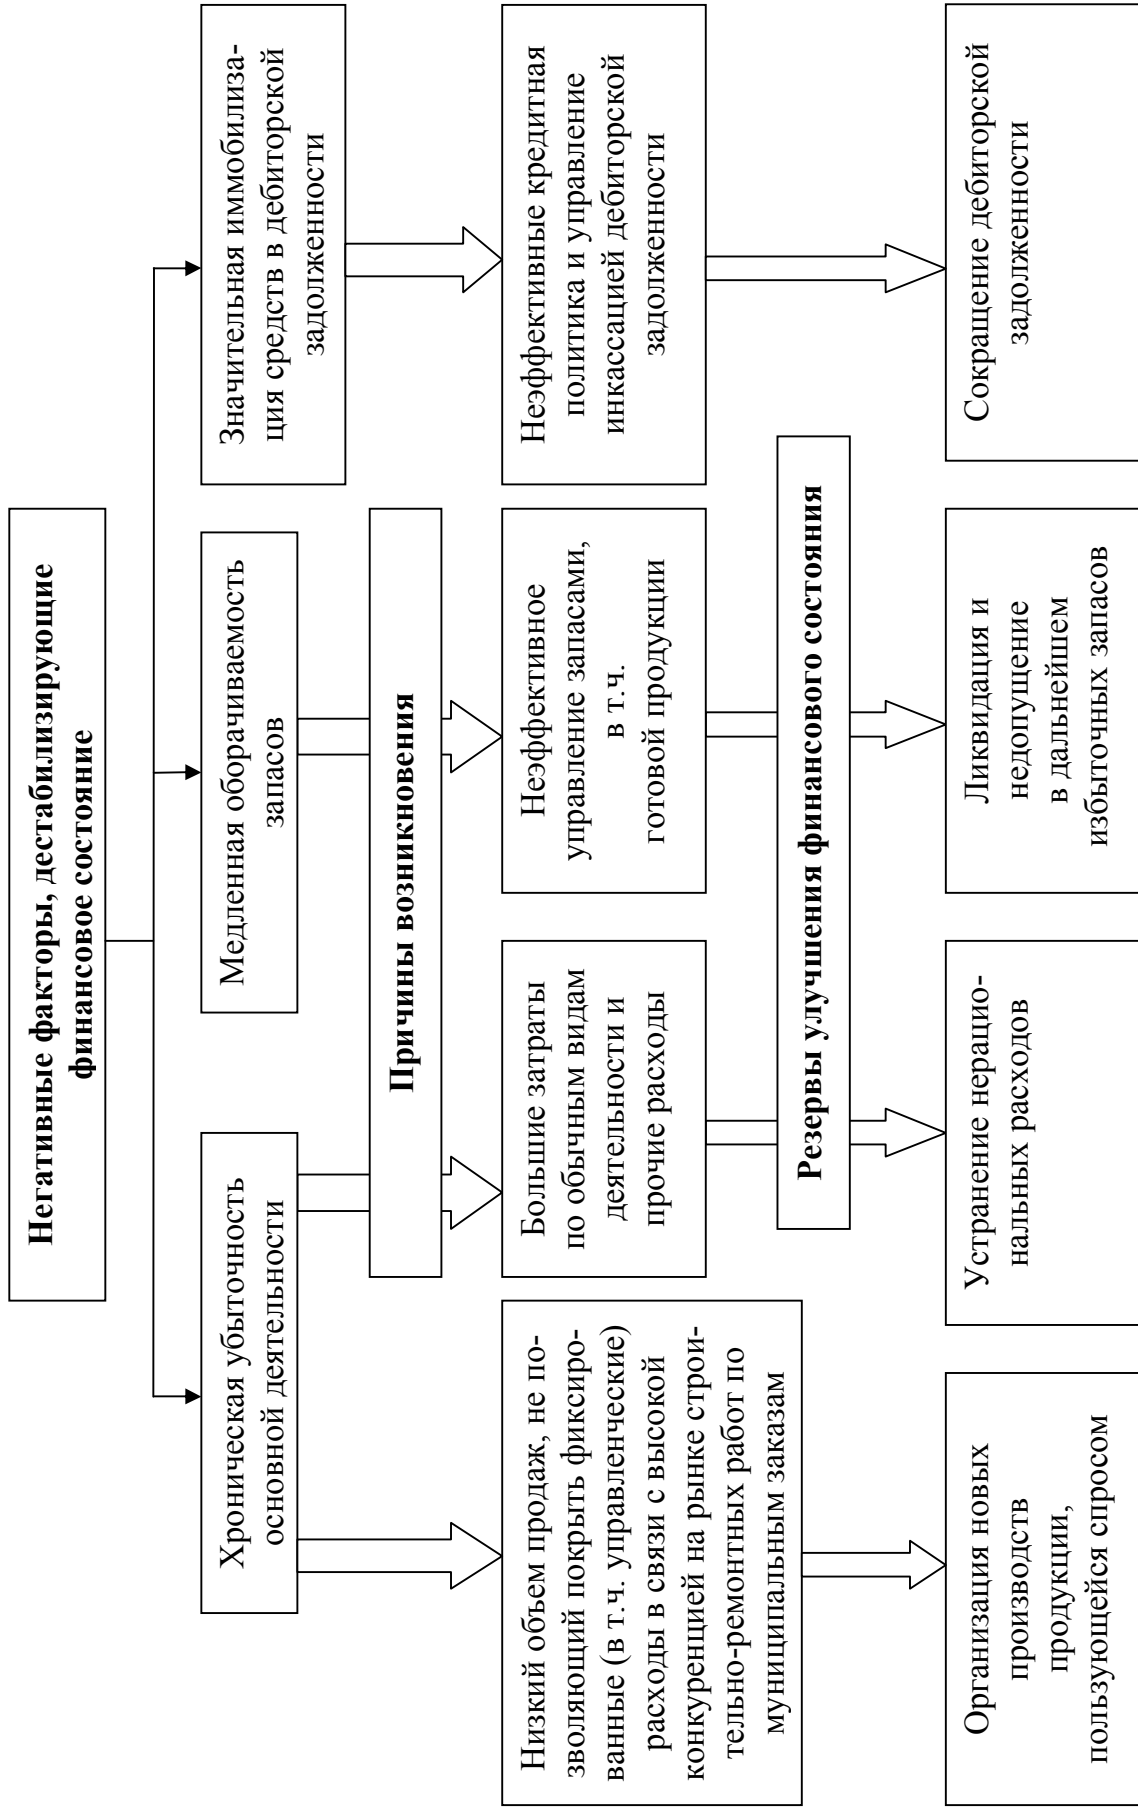 Негативные факторы, дестабилизирующие
финансовое состояние
Хроническая убыточность
основной деятельности
Медленная оборачиваемость
запасов
Значительная иммобилиза-
ция средств в дебиторской
задолженности
Причины возникновения
Низкий объем продаж, не по-
зволяющий покрыть фиксиро-
ванные (в т.ч. управленческие)
расходы в связи с высокой
конкуренцией на рынке строи-
тельно-ремонтных работ по
муниципальным заказам
Большие затраты
по обычным видам
деятельности и
прочие расходы
Неэффективное
управление запасами,
в т.ч.
готовой продукции
Неэффективные кредитная
политика и управление
инкассацией дебиторской
задолженности
Резервы улучшения финансового состояния
Организация новых
производств
продукции,
пользующейся спросом
Устранение нерацио-
нальных расходов
Ликвидация и
недопущение
в дальнейшем
избыточных запасов
Сокращение дебиторской
задолженности